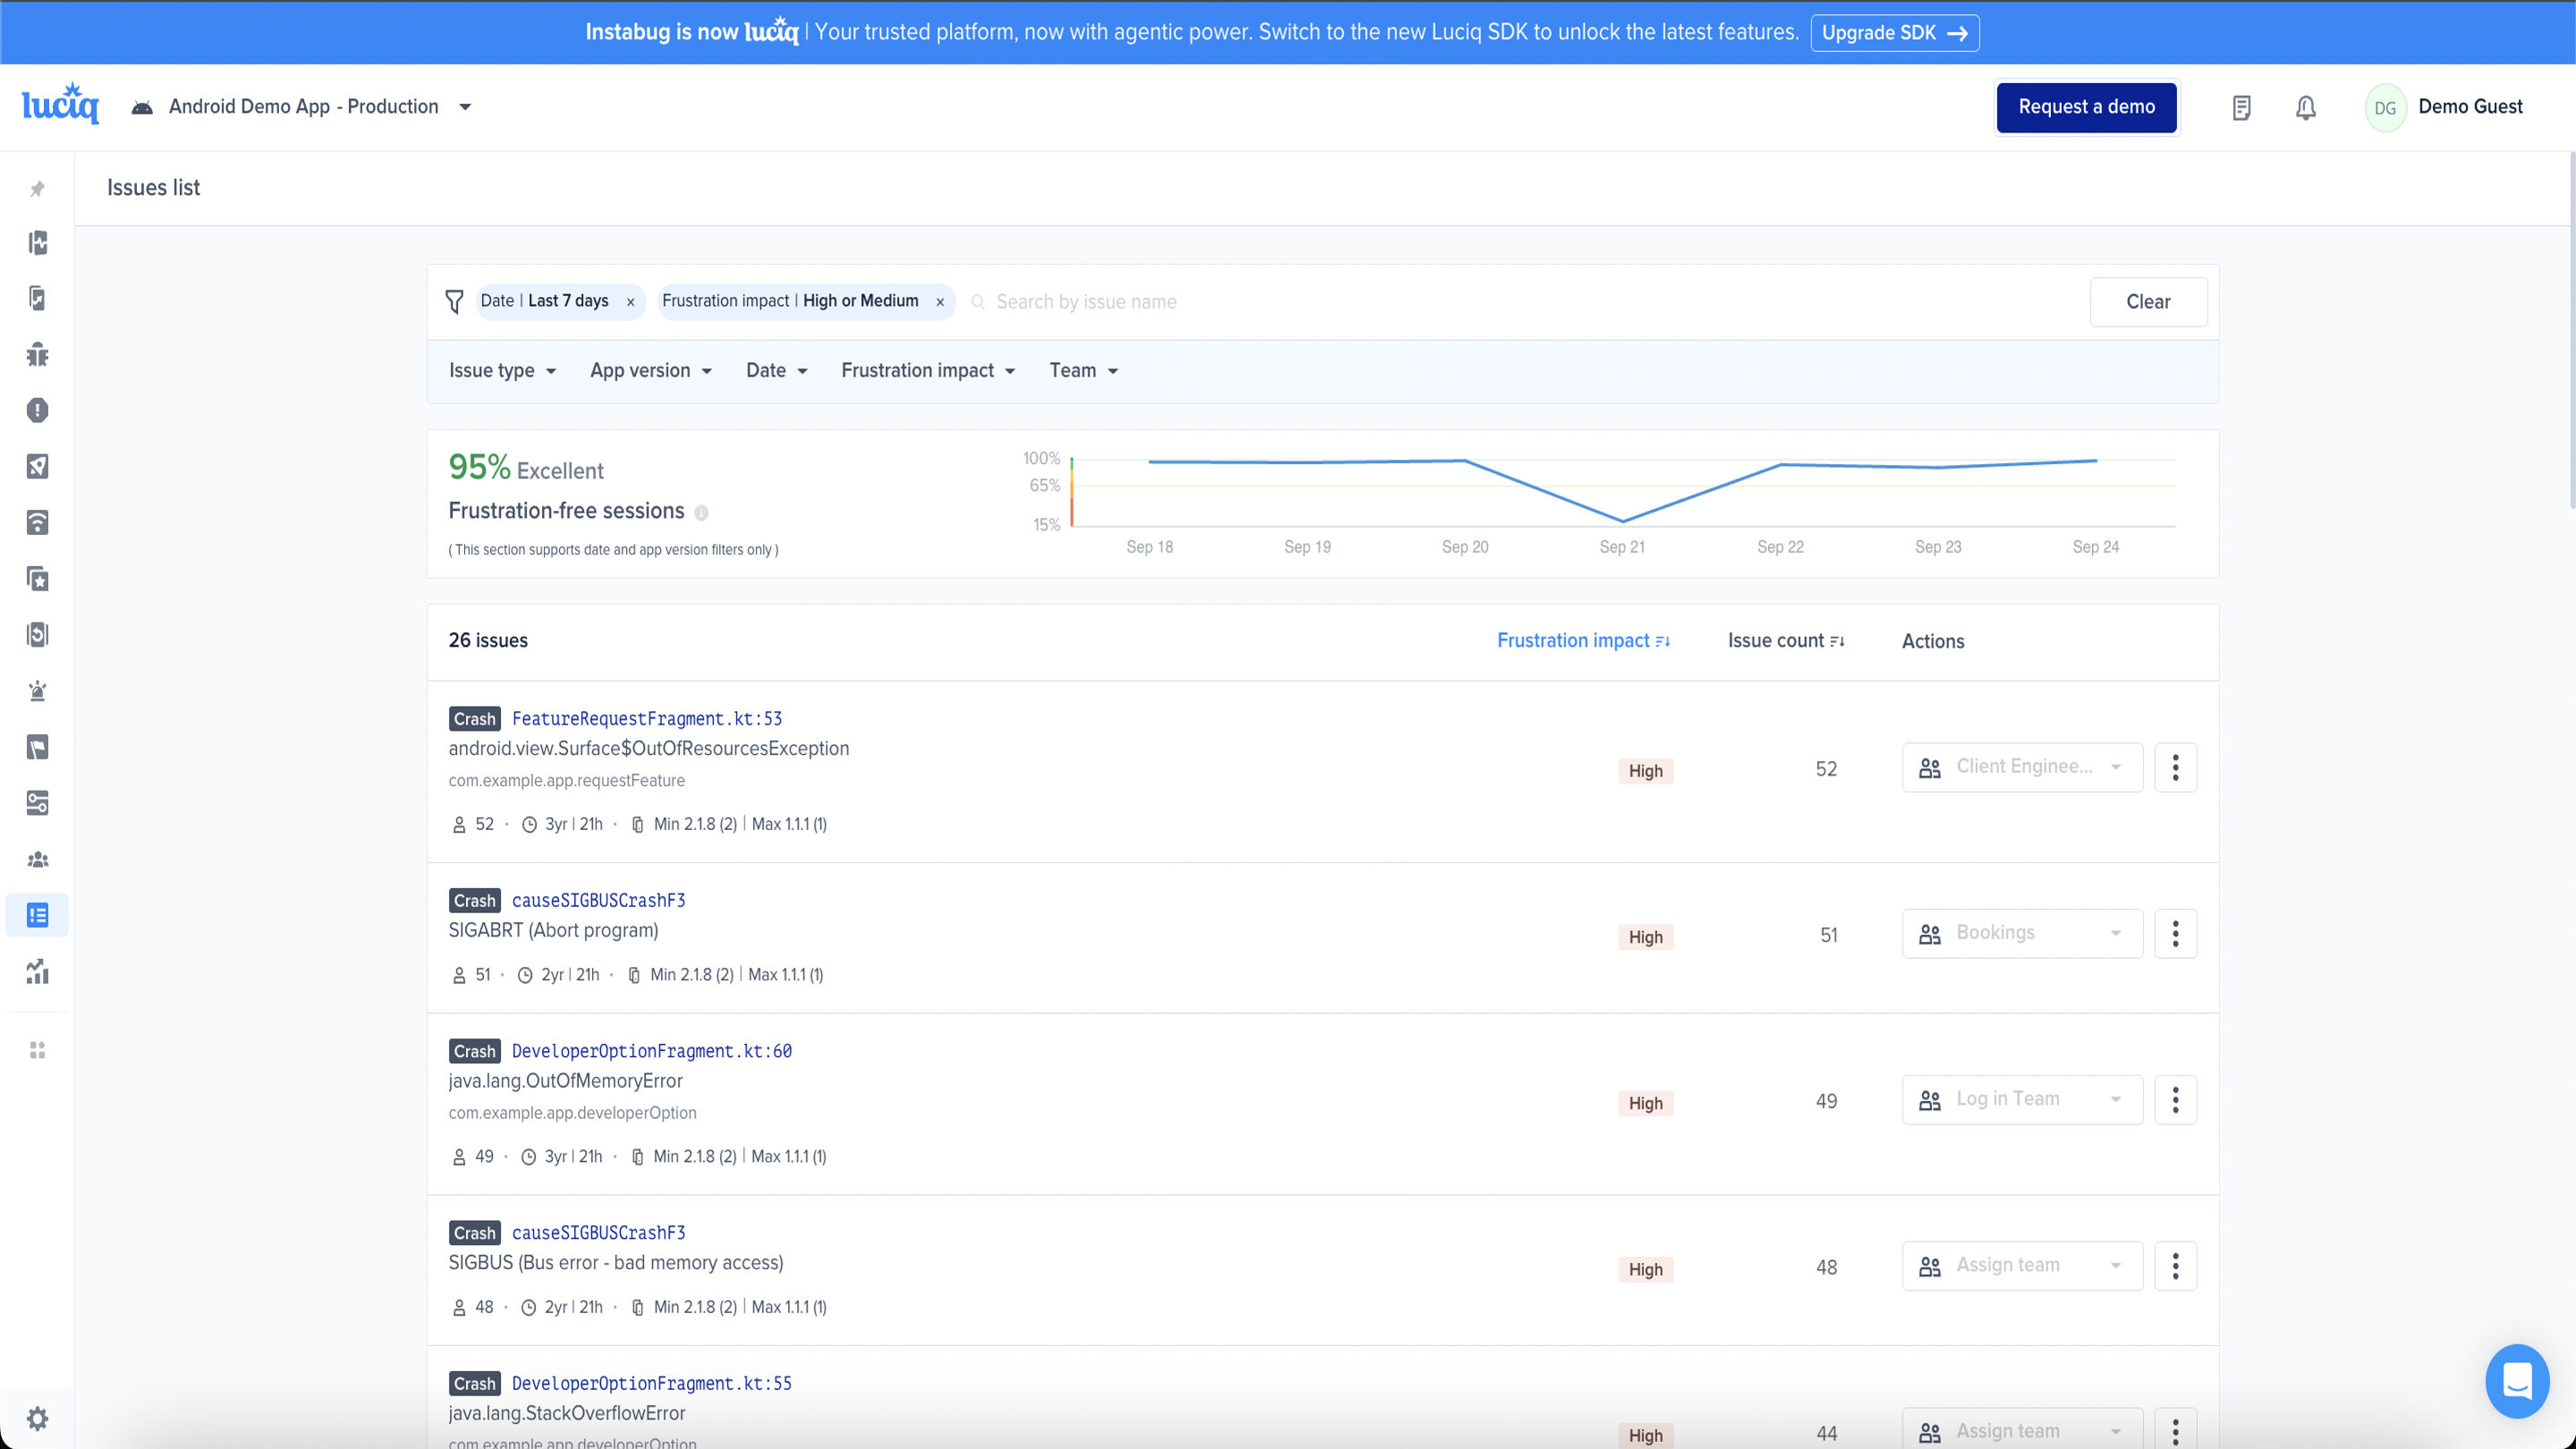 Instabug is now luciq | Your trusted platform, now with agentic power. Switch to the new Luciq SDK to unlock the latest features. Upgrade SDK →
luciq Android Demo App - Production Request a demo DG Demo Guest
Issues list
Date | Last 7 days × Frustration impact | High or Medium × Search by issue name Clear
Issue type App version Date Frustration impact Team
95% Excellent
Frustration-free sessions
( This section supports date and app version filters only )
100%
65%
15%
Sep 18 Sep 19 Sep 20 Sep 21 Sep 22 Sep 23 Sep 24
26 issues Frustration impact Issue count Actions
Crash FeatureRequestFragment.kt:53
android.view.Surface$OutOfResourcesException
com.example.app.requestFeature
High 52 Client Enginee...
52 · 3yr | 21h · Min 2.1.8 (2) | Max 1.1.1 (1)
Crash causeSIGBUSCrashF3
SIGABRT (Abort program)
High 51 Bookings
51 · 2yr | 21h · Min 2.1.8 (2) | Max 1.1.1 (1)
Crash DeveloperOptionFragment.kt:60
java.lang.OutOfMemoryError
com.example.app.developerOption
High 49 Log in Team
49 · 3yr | 21h · Min 2.1.8 (2) | Max 1.1.1 (1)
Crash causeSIGBUSCrashF3
SIGBUS (Bus error - bad memory access)
High 48 Assign team
48 · 2yr | 21h · Min 2.1.8 (2) | Max 1.1.1 (1)
Crash DeveloperOptionFragment.kt:55
java.lang.StackOverflowError
High 44 Assign team
com.example.app.developerOption